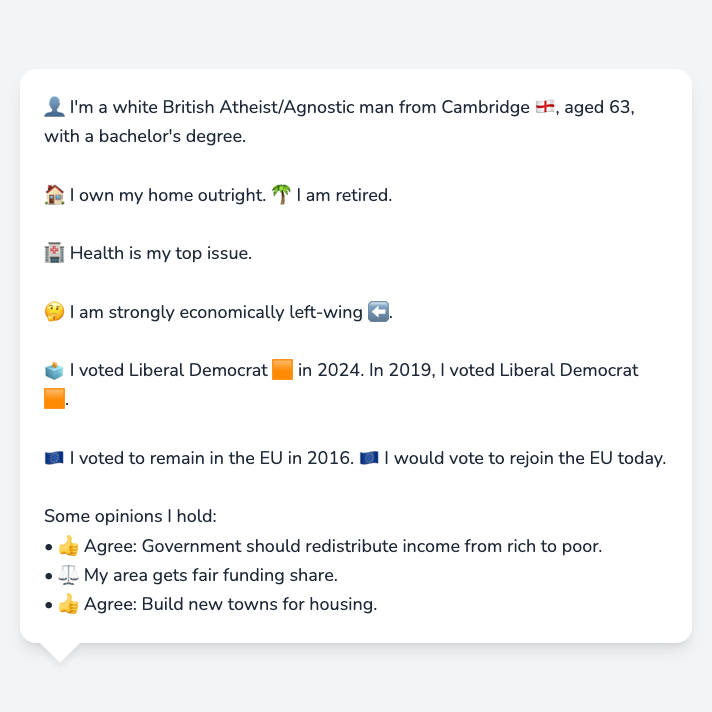 👤 I'm a white British Atheist/Agnostic man from Cambridge 🏴󠁧󠁢󠁥󠁮󠁧󠁿, aged 63,
with a bachelor's degree.
🏠 I own my home outright. 🌴 I am retired.
🏥 Health is my top issue.
🤔 I am strongly economically left-wing ⬅️.
🗳️ I voted Liberal Democrat 🟧 in 2024. In 2019, I voted Liberal Democrat
🟧.
🇪🇺 I voted to remain in the EU in 2016. 🇪🇺 I would vote to rejoin the EU today.
Some opinions I hold:
• 👍 Agree: Government should redistribute income from rich to poor.
• ⚖️ My area gets fair funding share.
• 👍 Agree: Build new towns for housing.